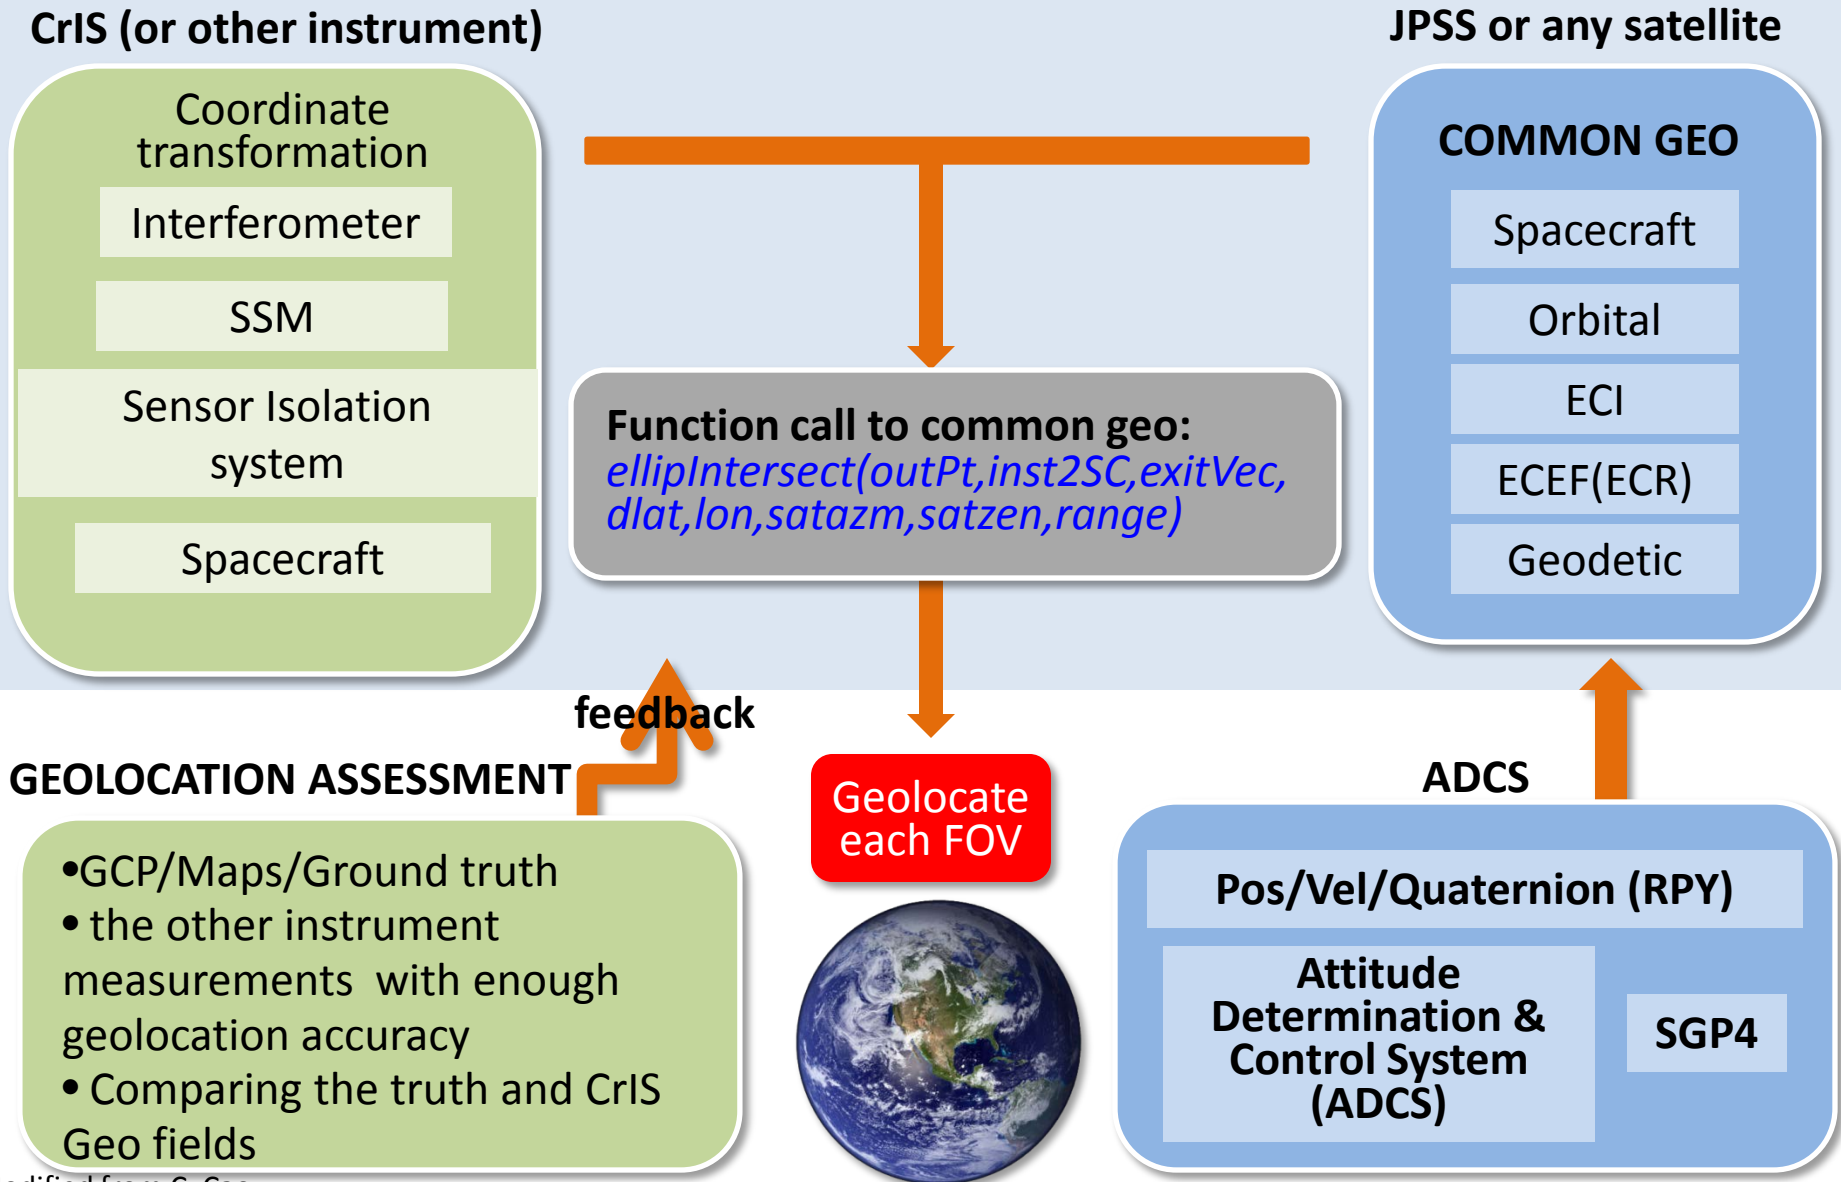 CrIS (or other instrument)
JPSS or any satellite
Coordinate
transformation
Interferometer
SSM
Sensor Isolation
system
Spacecraft
Function call to common geo:
ellipIntersect(outPt,inst2SC,exitVec,
dlat,lon,satazm,satzen,range)
COMMON GEO
Spacecraft
Orbital
ECI
ECEF(ECR)
Geodetic
feedback
GEOLOCATION ASSESSMENT
•GCP/Maps/Ground truth
• the other instrument
measurements with enough
geolocation accuracy
• Comparing the truth and CrIS
Geo fields
Geolocate
each FOV
ADCS
Pos/Vel/Quaternion (RPY)
Attitude
Determination &
Control System
(ADCS)
SGP4
from